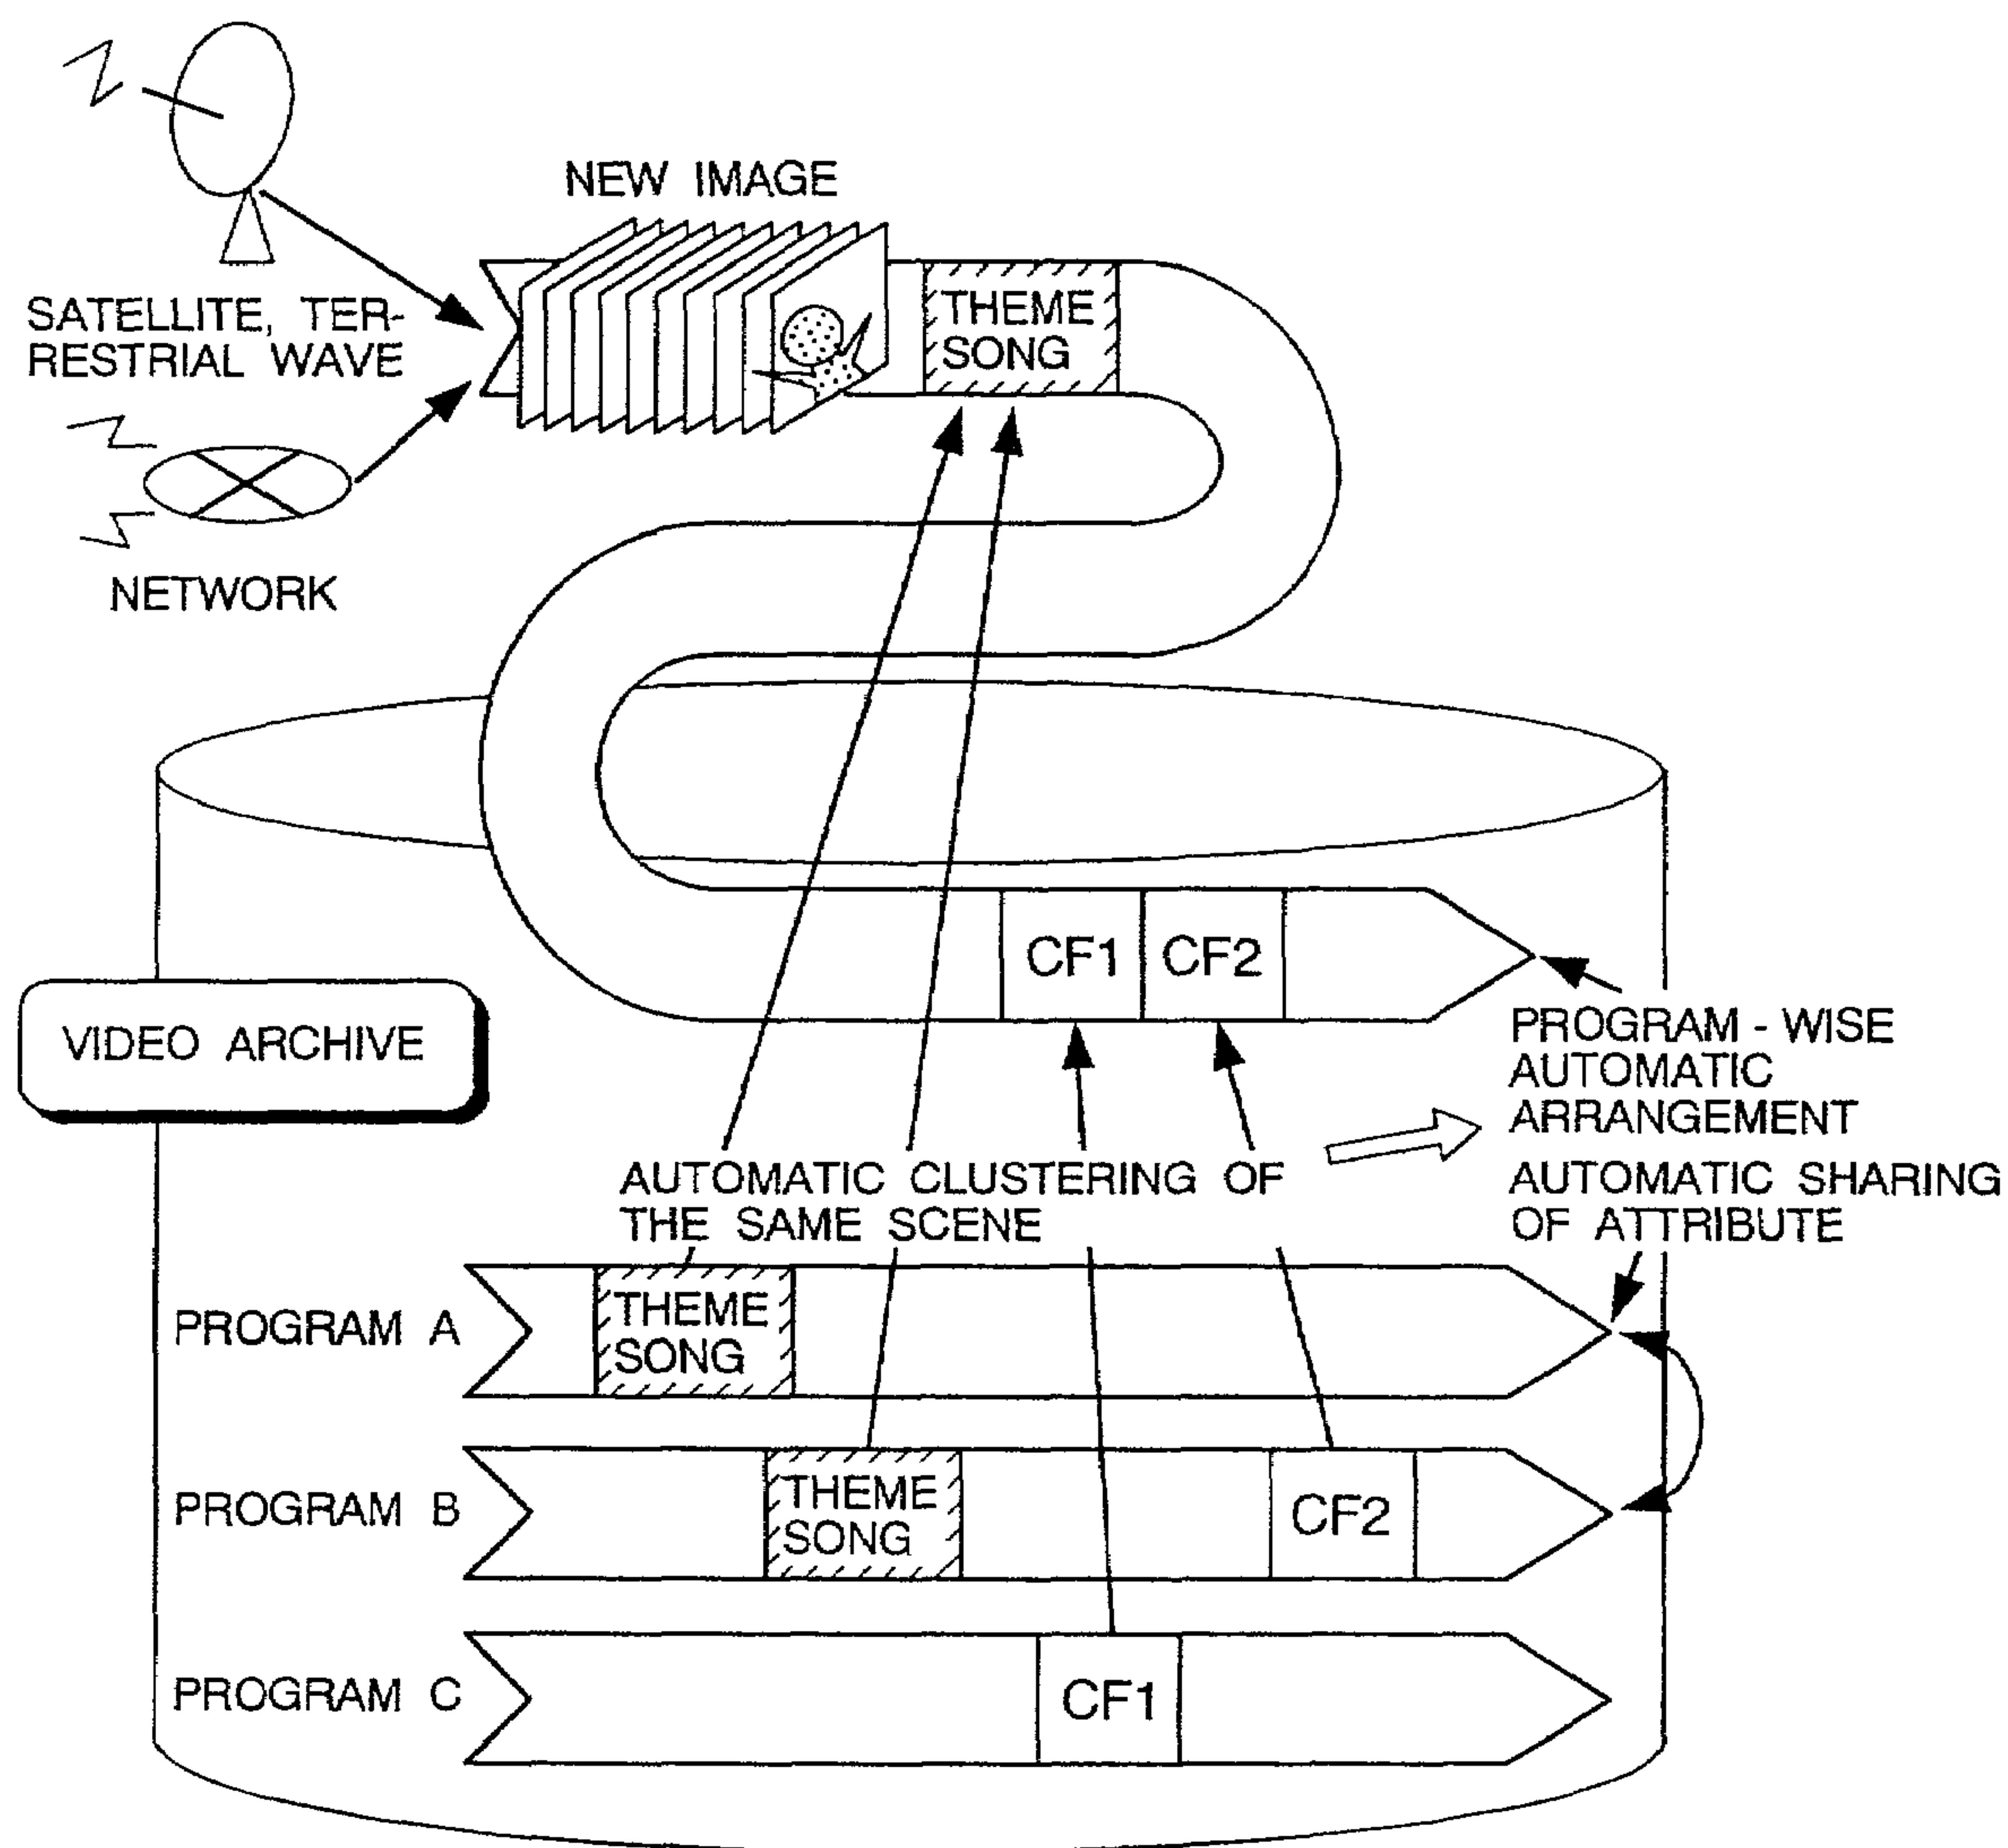 NEW IMAGE
SATELLITE, TER-
RESTRIAL WAVE
THEME
SONG
NETWORK
CF1
CF2
VIDEO ARCHIVE
PROGRAM - WISE
AUTOMATIC
ARRANGEMENT
AUTOMATIC SHARING
OF ATTRIBUTE
AUTOMATIC CLUSTERING OF
THE SAME SCENE
PROGRAM A
THEME
SONG
PROGRAM B
THEME
SONG
CF2
PROGRAM C
CF1